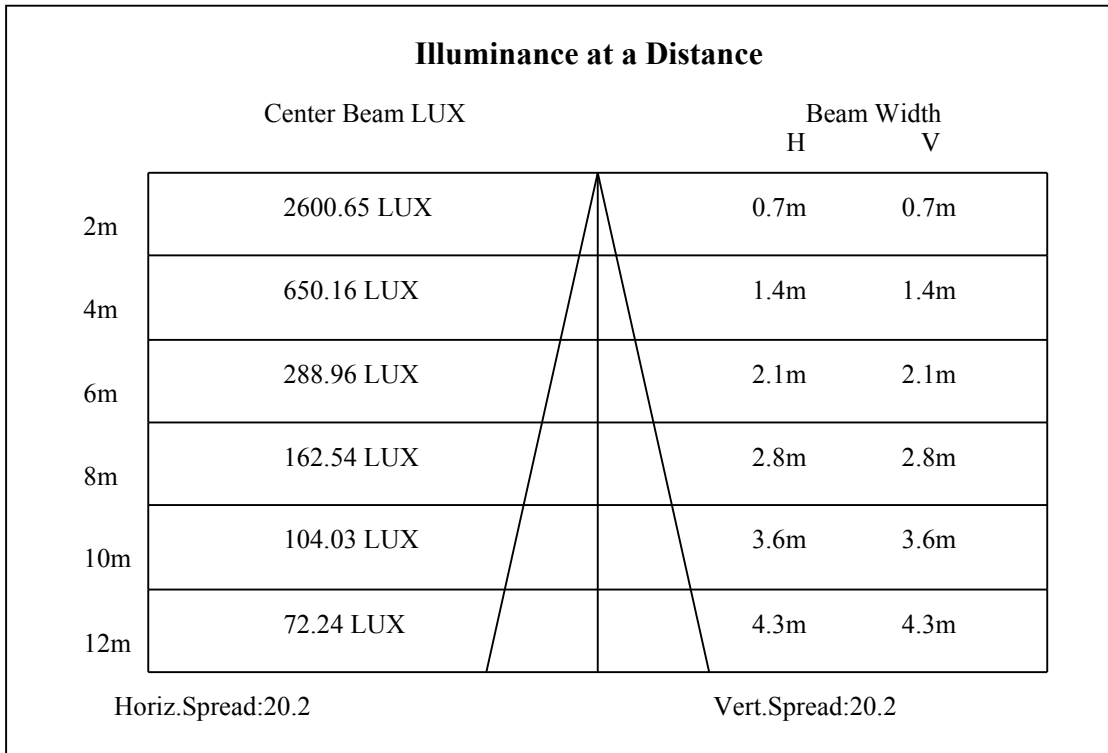 Illuminance at a Distance
Center Beam LUX Beam Width
H V
2m 2600.65 LUX 0.7m 0.7m
4m 650.16 LUX 1.4m 1.4m
6m 288.96 LUX 2.1m 2.1m
8m 162.54 LUX 2.8m 2.8m
10m 104.03 LUX 3.6m 3.6m
12m 72.24 LUX 4.3m 4.3m
Horiz.Spread:20.2 Vert.Spread:20.2